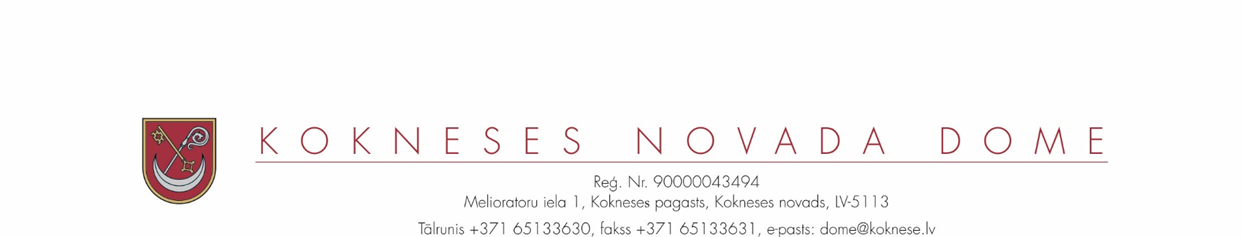 KOKNESES NOVADA DOME
Reģ. Nr. 90000043494
Melioratoru iela 1, Kokneses pagasts, Kokneses novads, LV-5113
Tālrunis +371 65133630, fakss +371 65133631, e-pasts: dome@koknese.lv